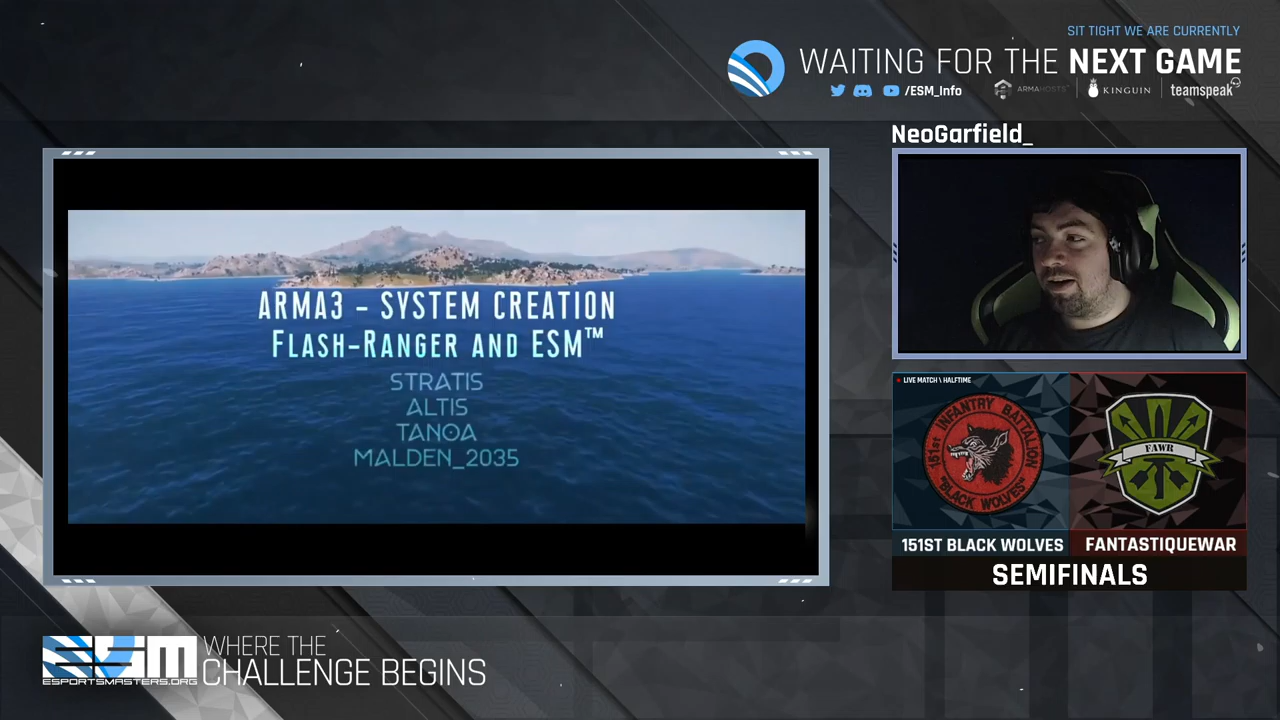 SIT TIGHT WE ARE CURRENTLY
WAITING FOR THE NEXT GAME
/ESM_Info
ARMAHOSTS
KINGUIN
teamspeak
NeoGarfield_
ARMA3 - SYSTEM CREATION
FLASH-RANGER AND ESM™
STRATIS
ALTIS
TANOA
MALDEN_2035
LIVE MATCH \ HALFTIME
151st INFANTRY BATTALION
"BLACK WOLVES"
FAWR
151ST BLACK WOLVES
FANTASTIQUEWAR
SEMIFINALS
ESM
ESPORTSMASTERS.ORG
WHERE THE
CHALLENGE BEGINS